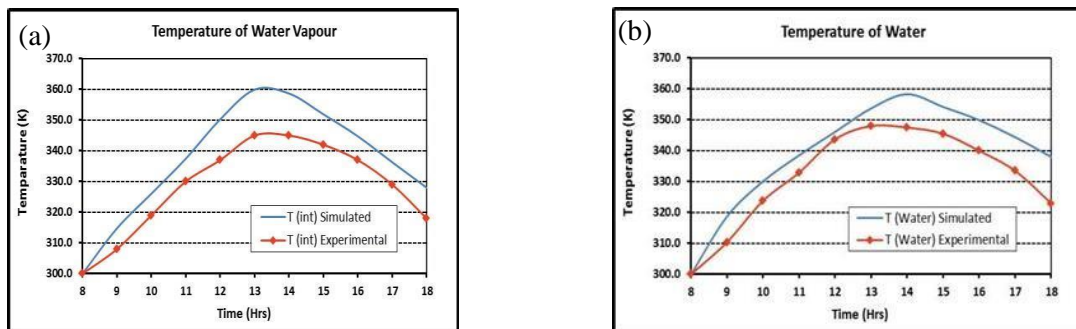 (a)
Temperature of Water Vapour
370.0
360.0
350.0
340.0
330.0
320.0
310.0
300.0
Temparature (K)
T (int) Simulated
T (int) Experimental
8 9 10 11 12 13 14 15 16 17 18
Time (Hrs)
(b)
Temperature of Water
370.0
360.0
350.0
340.0
330.0
320.0
310.0
300.0
Temperature (K)
T (Water) Simulated
T (Water) Experimental
8 9 10 11 12 13 14 15 16 17 18
Time (Hrs)